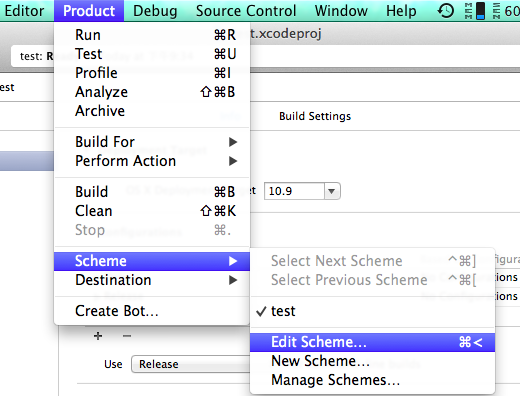 Editor Product Debug Source Control Window Help 60
t.xcodeproj
test: R
est
Build Settings
Run ⌘R
Test ⌘U
Profile ⌘I
Analyze ⇧⌘B
Archive
Build For ▶
Perform Action ▶
Build ⌘B
Clean ⇧⌘K
Stop ⌘.
Scheme ▶
Destination ▶
Create Bot...
et 10.9
Select Next Scheme ^⌘]
Select Previous Scheme ^⌘[
✓ test
Edit Scheme... ⌘<
New Scheme...
Manage Schemes...
+ −
Use Release